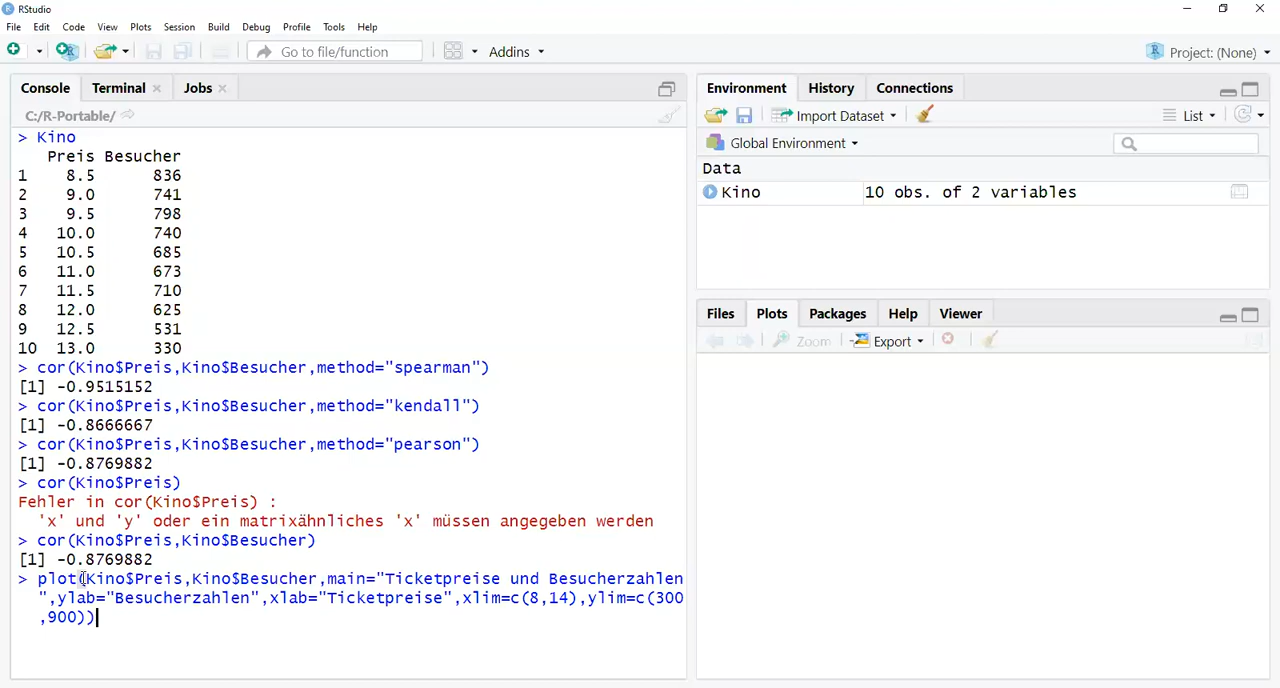 RStudio
File Edit Code View Plots Session Build Debug Profile Tools Help
Go to file/function Addins Project: (None)
Console Terminal Jobs
C:/R-Portable/
> Kino
Preis Besucher
1 8.5 836
2 9.0 741
3 9.5 798
4 10.0 740
5 10.5 685
6 11.0 673
7 11.5 710
8 12.0 625
9 12.5 531
10 13.0 330
> cor(Kino$Preis,Kino$Besucher,method="spearman")
[1] -0.9515152
> cor(Kino$Preis,Kino$Besucher,method="kendall")
[1] -0.8666667
> cor(Kino$Preis,Kino$Besucher,method="pearson")
[1] -0.8769882
> cor(Kino$Preis)
Fehler in cor(Kino$Preis) :
'x' und 'y' oder ein matrixähnliches 'x' müssen angegeben werden
> cor(Kino$Preis,Kino$Besucher)
[1] -0.8769882
> plot(Kino$Preis,Kino$Besucher,main="Ticketpreise und Besucherzahlen
",ylab="Besucherzahlen",xlab="Ticketpreise",xlim=c(8,14),ylim=c(300
,900))
Environment History Connections
Import Dataset List
Global Environment
Data
Kino 10 obs. of 2 variables
Files Plots Packages Help Viewer
Zoom Export